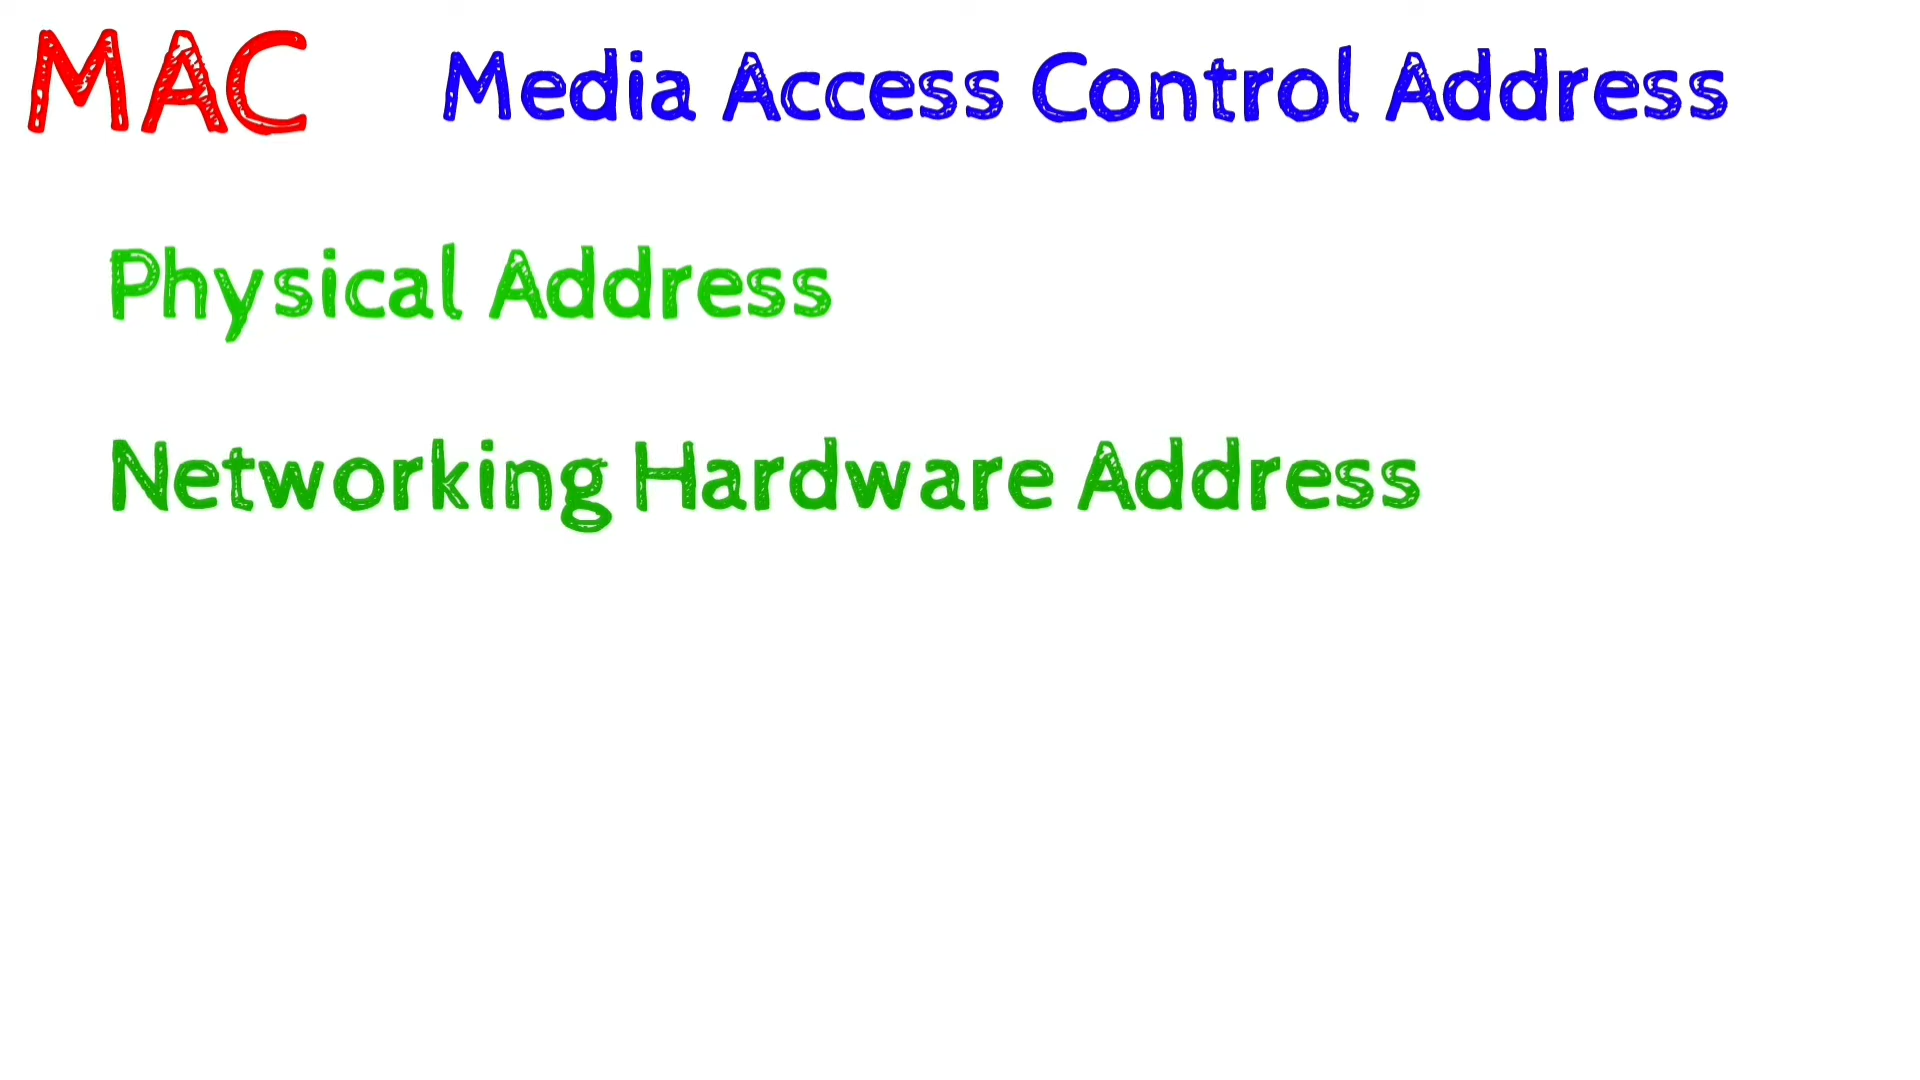 MAC Media Access Control Address
Physical Address
Networking Hardware Address